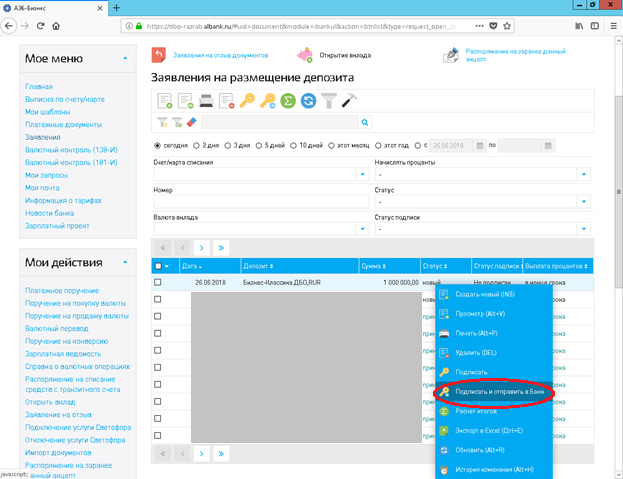 АЭБ-Бизнес
https://dbo-razrab.albank.ru/#uid=document&module=ibankul&action=btnlist&type=request_open_
Мое меню
Главная
Выписка по счету/карте
Мои шаблоны
Платежные документы
Заявления
Валютный контроль (138-И)
Валютный контроль (181-И)
Мои запросы
Моя почта
Информация о тарифах
Новости банка
Зарплатный проект
Мои действия
Платежное поручение
Поручение на покупку валюты
Поручение на продажу валюты
Валютный перевод
Поручение на конверсию
Зарплатная ведомость
Справка о валютных операциях
Распоряжение на списание
средств с транзитного счета
Открыть вклад
Заявление на отзыв
Подключение услуги Светофора
Отключение услуги Светофора
Импорт документов
Распоряжение на заранее
данный акцепт
javascript:;
Заявления на отзыв документов
Открытие вклада
Распоряжение на заранее данный
акцепт
Заявления на размещение депозита
сегодня 2 дня 3 дня 5 дней 10 дней этот месяц этот год с 26.06.2018 по
Счет/карта списания Начислять проценты
-
Номер Статус
-
Валюта вклада Статус подписи
-
Дата Депозит Сумма Статус Статус подписи Выплата процентов
26.06.2018 Бизнес-Классика ДБО,RUR 1 000 000,00 новый Не подписан в конце срока
Создать новый (INS)
Просмотр (Alt+V)
Печать (Alt+P)
Удалить (DEL)
Подписать
Подписать и отправить в Банк
Расчет итогов
Экспорт в Excel (Ctrl+E)
Обновить (Alt+R)
История изменения (Alt+H)